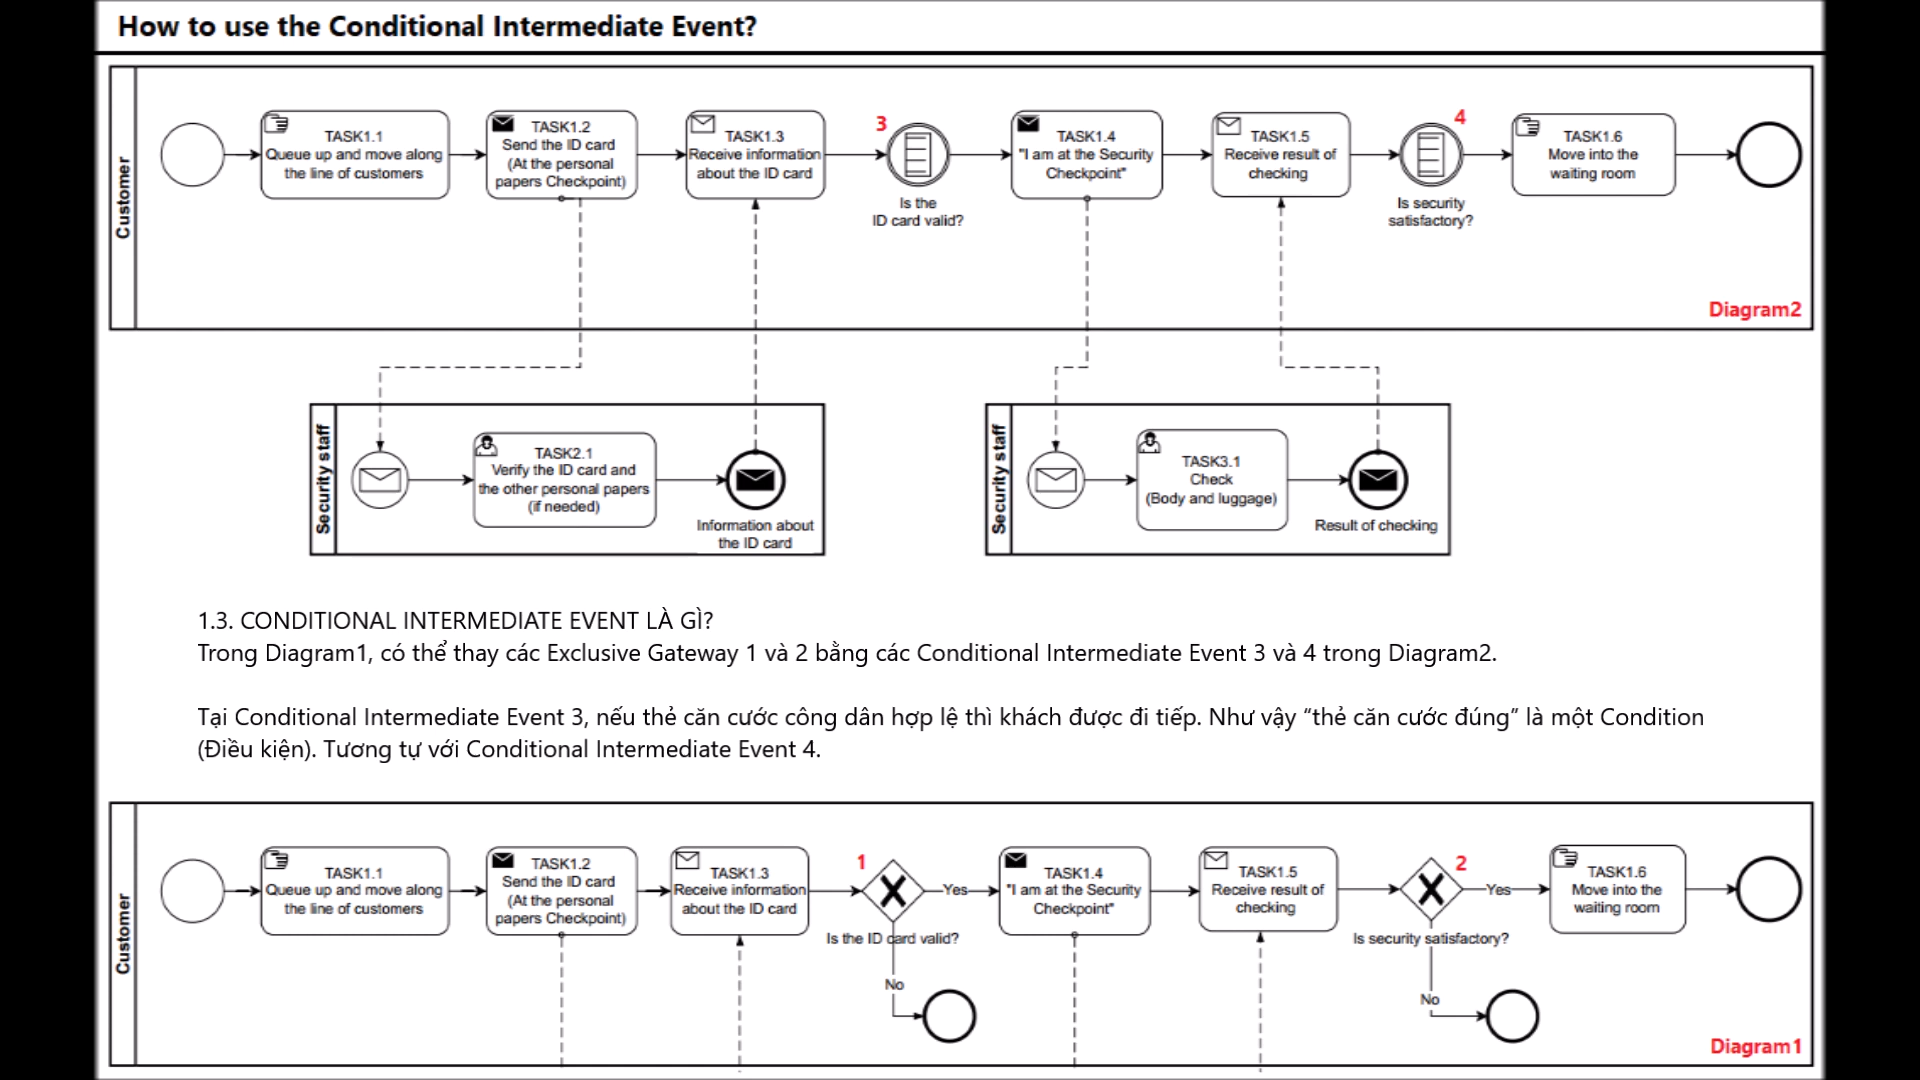 How to use the Conditional Intermediate Event?
Customer
TASK1.1
Queue up and move along
the line of customers
TASK1.2
Send the ID card
(At the personal
papers Checkpoint)
TASK1.3
Receive information
about the ID card
3
Is the
ID card valid?
TASK1.4
"I am at the Security
Checkpoint"
TASK1.5
Receive result of
checking
4
Is security
satisfactory?
TASK1.6
Move into the
waiting room
Diagram2
Security staff
TASK2.1
Verify the ID card and
the other personal papers
(if needed)
Information about
the ID card
Security staff
TASK3.1
Check
(Body and luggage)
Result of checking
1.3. CONDITIONAL INTERMEDIATE EVENT LÀ GÌ?
Trong Diagram1, có thể thay các Exclusive Gateway 1 và 2 bằng các Conditional Intermediate Event 3 và 4 trong Diagram2.
Tại Conditional Intermediate Event 3, nếu thẻ căn cước công dân hợp lệ thì khách được đi tiếp. Như vậy “thẻ căn cước đúng” là một Condition
(Điều kiện). Tương tự với Conditional Intermediate Event 4.
Customer
TASK1.1
Queue up and move along
the line of customers
TASK1.2
Send the ID card
(At the personal
papers Checkpoint)
TASK1.3
Receive information
about the ID card
1
Yes
Is the ID card valid?
No
TASK1.4
"I am at the Security
Checkpoint"
TASK1.5
Receive result of
checking
2
Yes
Is security satisfactory?
No
TASK1.6
Move into the
waiting room
Diagram1